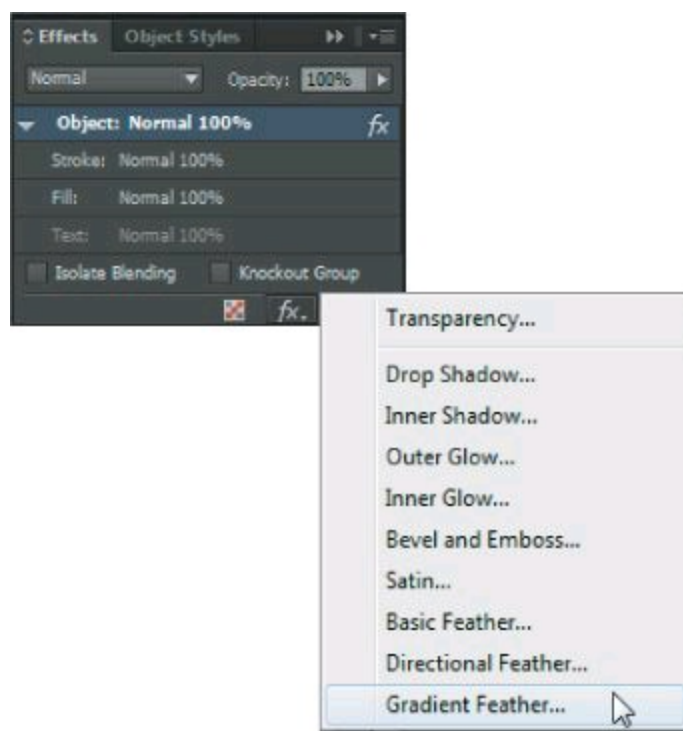 Effects Object Styles
Normal Opacity: 100%
Object: Normal 100% fx
Stroke: Normal 100%
Fill: Normal 100%
Text: Normal 100%
Isolate Blending Knockout Group
fx.
Transparency...
Drop Shadow...
Inner Shadow...
Outer Glow...
Inner Glow...
Bevel and Emboss...
Satin...
Basic Feather...
Directional Feather...
Gradient Feather...